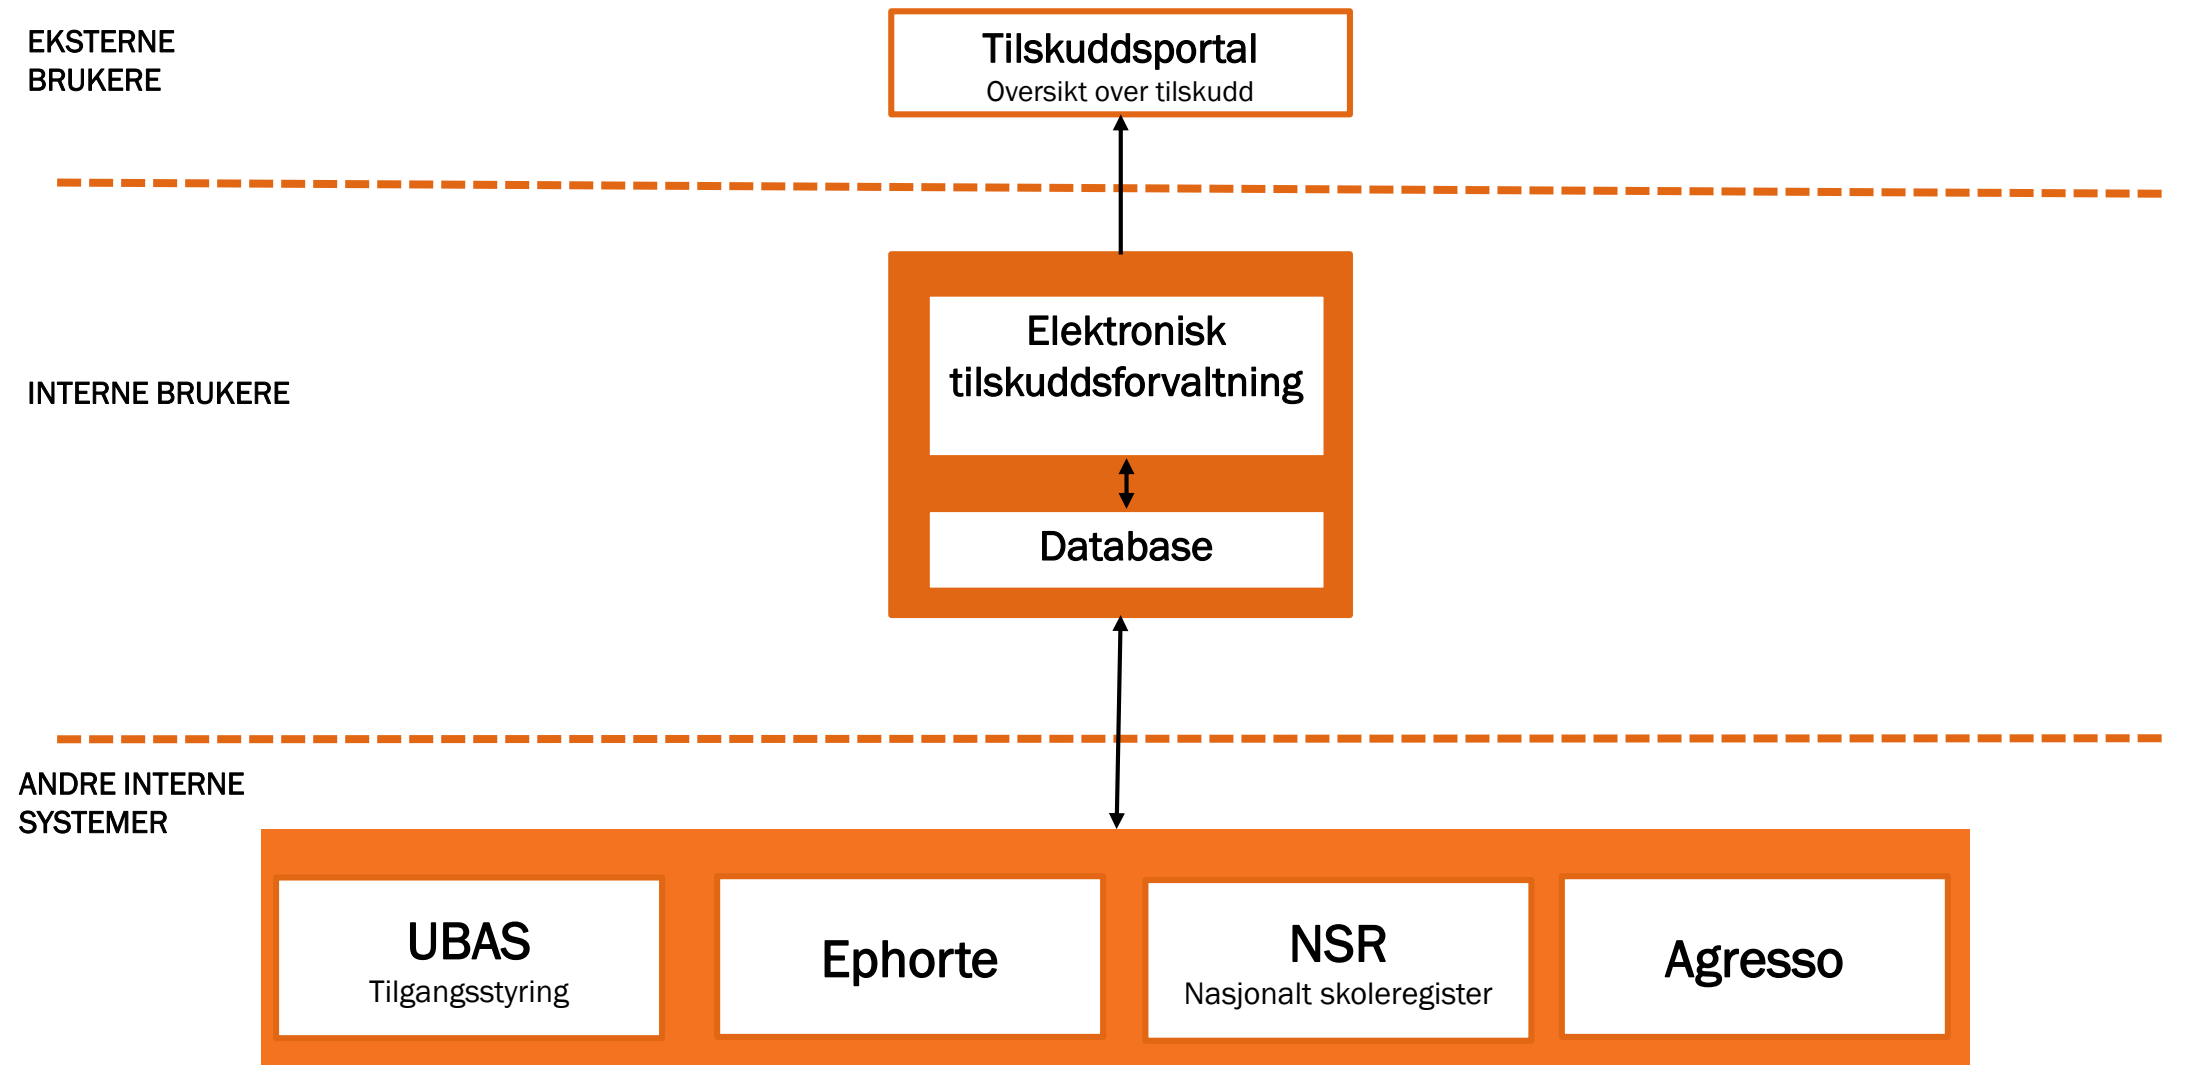 EKSTERNE
BRUKERE
Tilskuddsportal
Oversikt over tilskudd
INTERNE BRUKERE
Elektronisk
tilskuddsforvaltning
Database
ANDRE INTERNE
SYSTEMER
UBAS
Tilgangsstyring
Ephorte
NSR
Nasjonalt skoleregister
Agresso